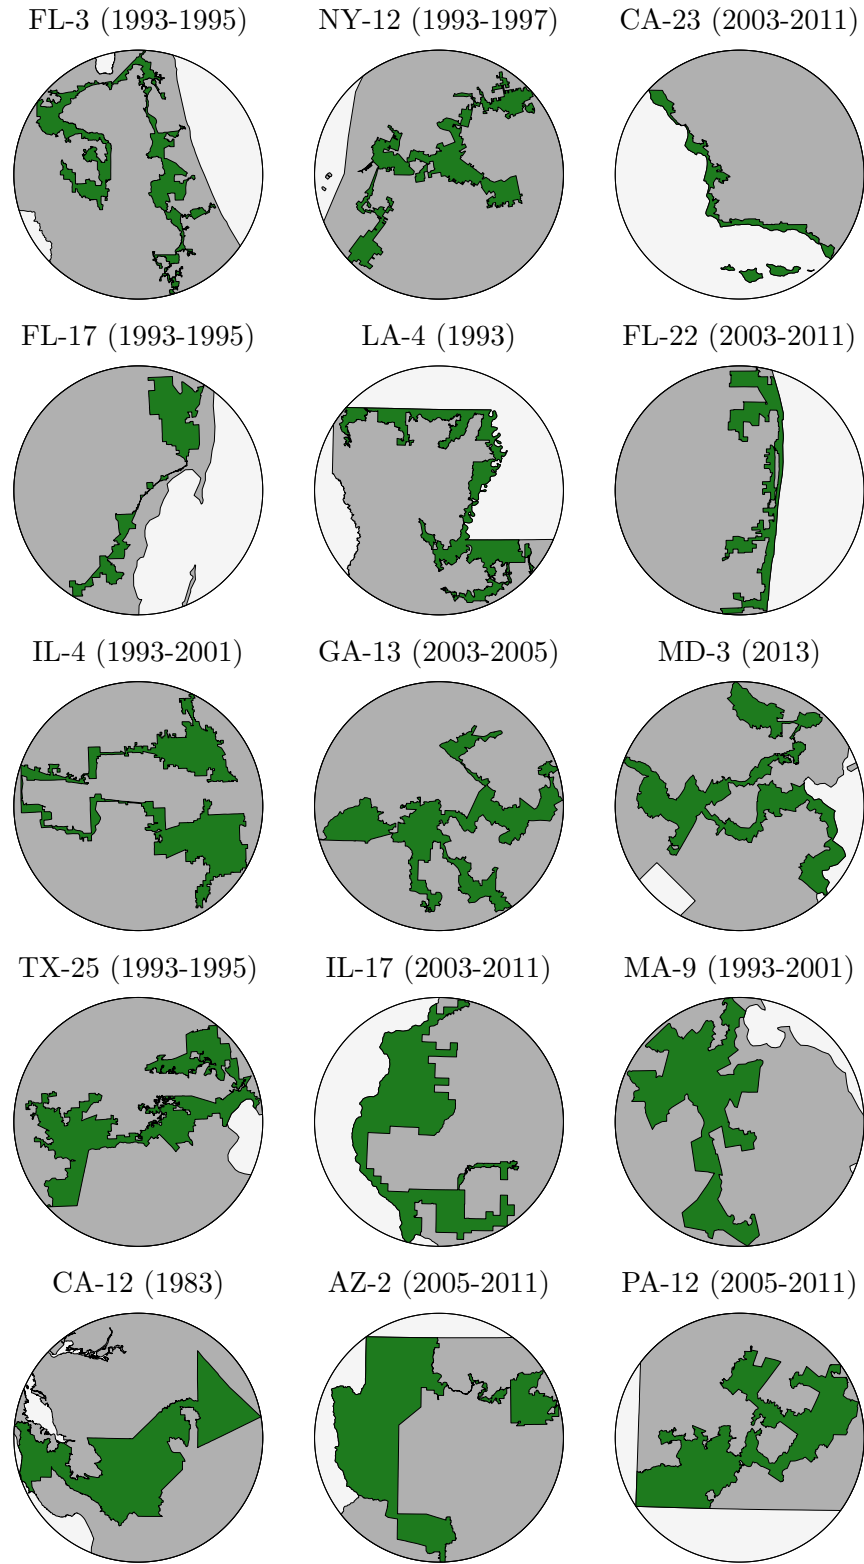 FL-3 (1993-1995) NY-12 (1993-1997) CA-23 (2003-2011)
FL-17 (1993-1995) LA-4 (1993) FL-22 (2003-2011)
IL-4 (1993-2001) GA-13 (2003-2005) MD-3 (2013)
TX-25 (1993-1995) IL-17 (2003-2011) MA-9 (1993-2001)
CA-12 (1983) AZ-2 (2005-2011) PA-12 (2005-2011)